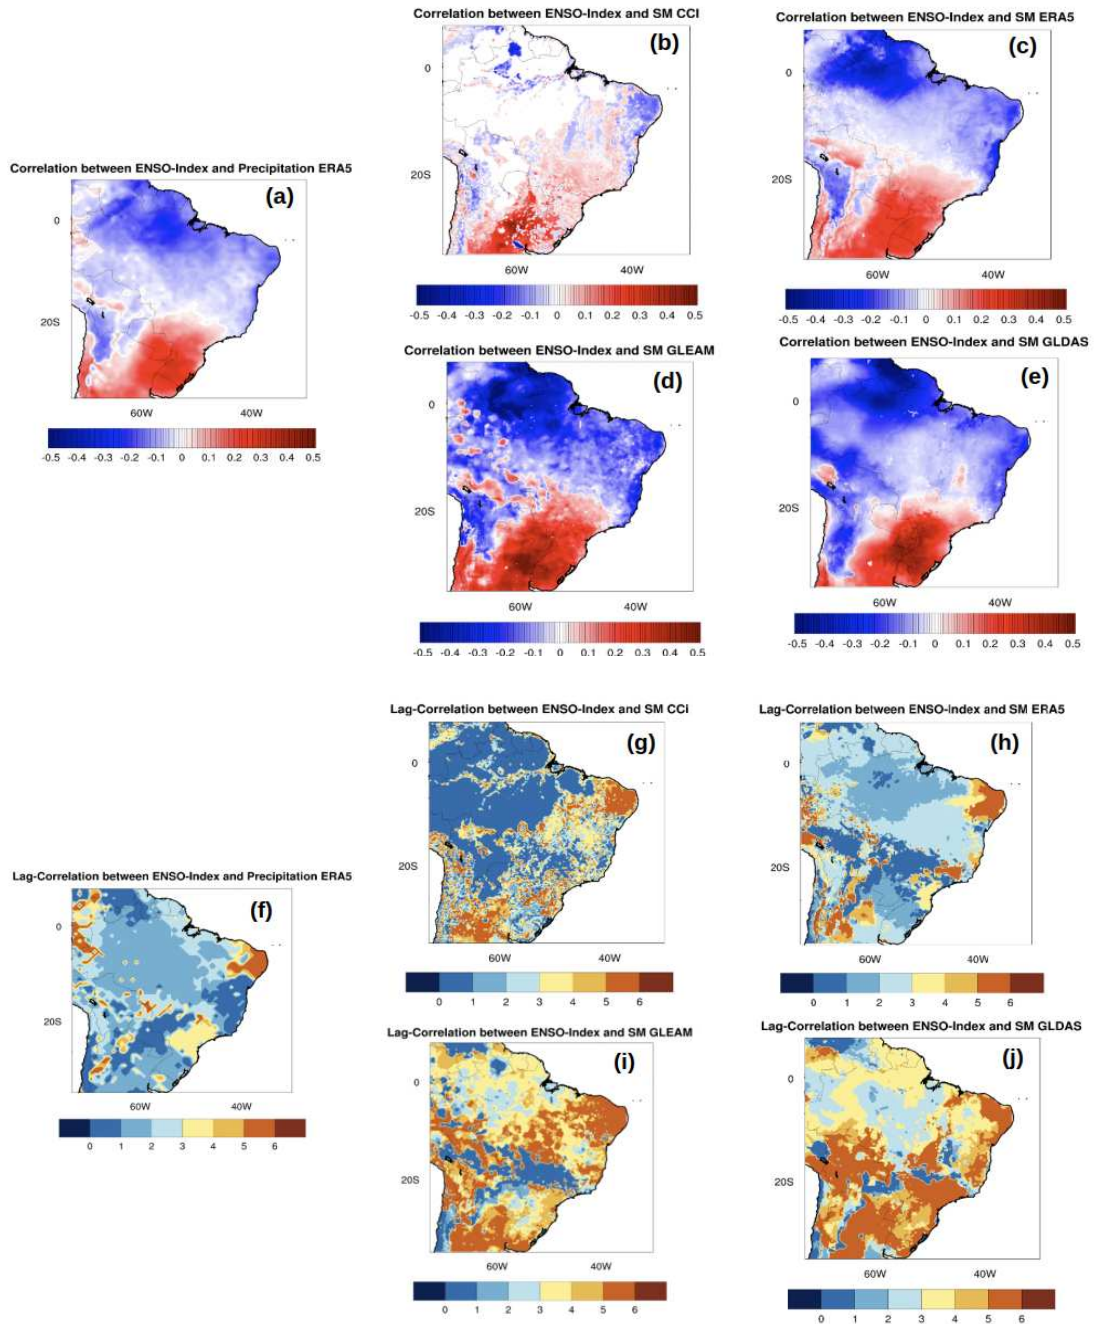 Correlation between ENSO-Index and SM CCI
(b)
0
20S
60W 40W
-0.5 -0.4 -0.3 -0.2 -0.1 0 0.1 0.2 0.3 0.4 0.5
Correlation between ENSO-Index and SM ERA5
(c)
0
20S
60W 40W
-0.5 -0.4 -0.3 -0.2 -0.1 0 0.1 0.2 0.3 0.4 0.5
Correlation between ENSO-Index and Precipitation ERA5
(a)
0
20S
60W 40W
-0.5 -0.4 -0.3 -0.2 -0.1 0 0.1 0.2 0.3 0.4 0.5
Correlation between ENSO-Index and SM GLEAM
(d)
0
20S
60W 40W
-0.5 -0.4 -0.3 -0.2 -0.1 0 0.1 0.2 0.3 0.4 0.5
Correlation between ENSO-Index and SM GLDAS
(e)
0
20S
60W 40W
-0.5 -0.4 -0.3 -0.2 -0.1 0 0.1 0.2 0.3 0.4 0.5
Lag-Correlation between ENSO-Index and SM CCi
(g)
0
20S
60W 40W
0 1 2 3 4 5 6
Lag-Correlation between ENSO-Index and SM ERA5
(h)
0
20S
60W 40W
0 1 2 3 4 5 6
Lag-Correlation between ENSO-Index and Precipitation ERA5
(f)
0
20S
60W 40W
0 1 2 3 4 5 6
Lag-Correlation between ENSO-Index and SM GLEAM
(i)
0
20S
60W 40W
0 1 2 3 4 5 6
Lag-Correlation between ENSO-Index and SM GLDAS
(j)
0
20S
60W 40W
0 1 2 3 4 5 6